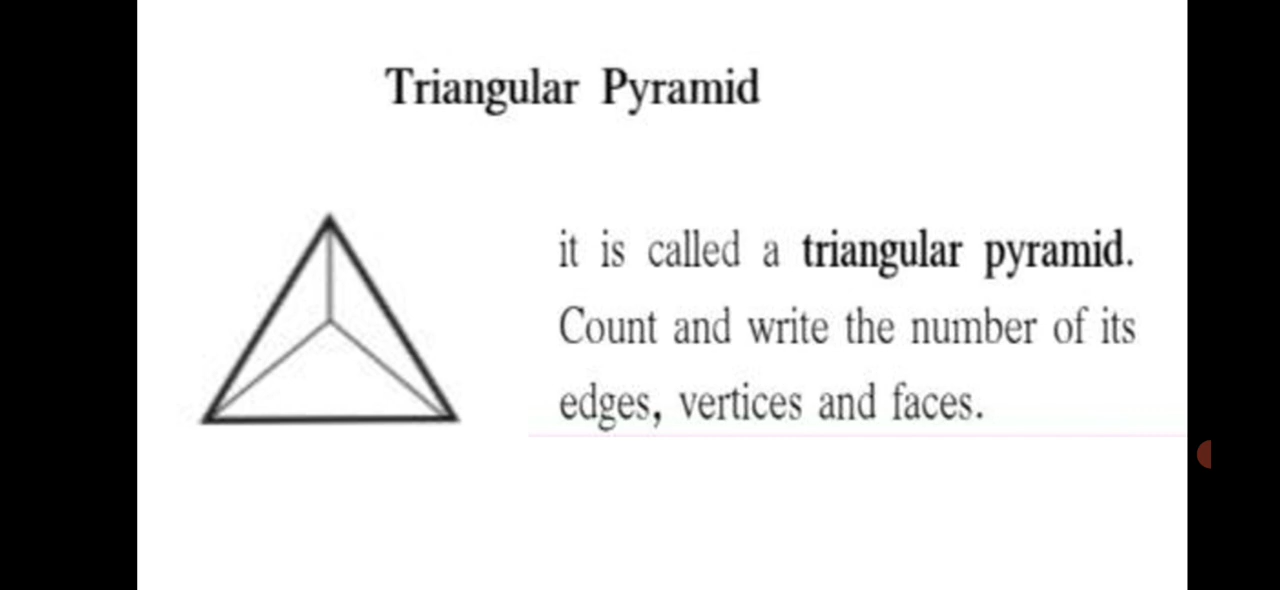 Triangular Pyramid
it is called a triangular pyramid.
Count and write the number of its
edges, vertices and faces.